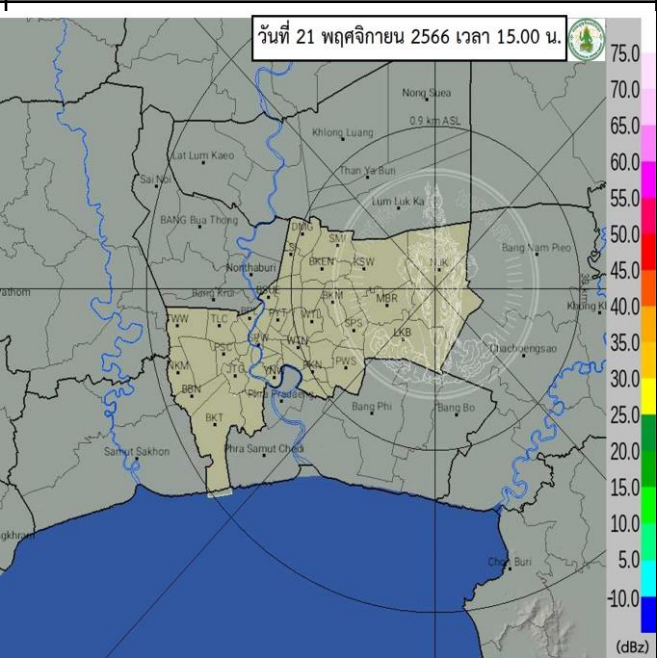 วันที่ 21 พฤศจิกายน 2566 เวลา 15.00 น.
75.0
70.0
65.0
60.0
55.0
50.0
45.0
40.0
35.0
30.0
25.0
20.0
15.0
10.0
5.0
-10.0
(dBz)
Nong Suea
0.9 km ASL
Khlong Luang
Lat Lum Kaeo
Than Ya Buri
Sai Noi
Lum Luk Ka
BANG Bua Thong
DMG
SMI
LSI
Bang Nam Pieo
BKEN
KSW
NJK
Nonthaburi
Bang Krui
BKM
MBR
TWW
TLC
PYT
WTL
SPS
LKB
Chachoengsao
PSC
WTN
NKM
JTG
YNW
PKN
PWS
BBN
Phra Pradaeng
BKT
Bang Phi
Bang Bo
Samut Sakhon
Phra Samut Chedi
Chon Buri